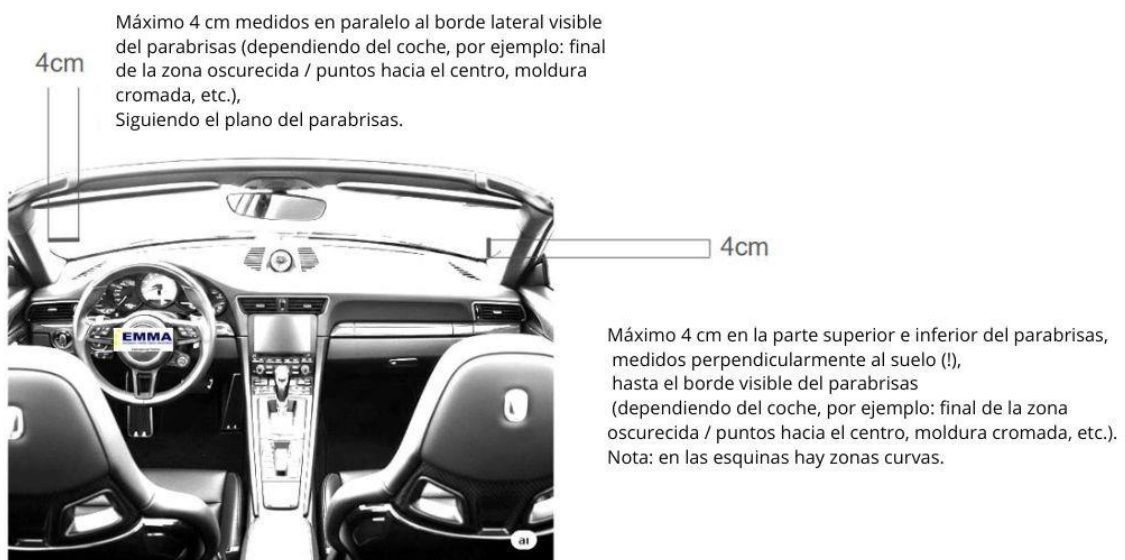 Máximo 4 cm medidos en paralelo al borde lateral visible
del parabrisas (dependiendo del coche, por ejemplo: final
de la zona oscurecida / puntos hacia el centro, moldura
cromada, etc.),
Siguiendo el plano del parabrisas.
4cm
4cm
EMMA
Máximo 4 cm en la parte superior e inferior del parabrisas,
medidos perpendicularmente al suelo (!),
hasta el borde visible del parabrisas
(dependiendo del coche, por ejemplo: final de la zona
oscurecida / puntos hacia el centro, moldura cromada, etc.).
Nota: en las esquinas hay zonas curvas.
ai